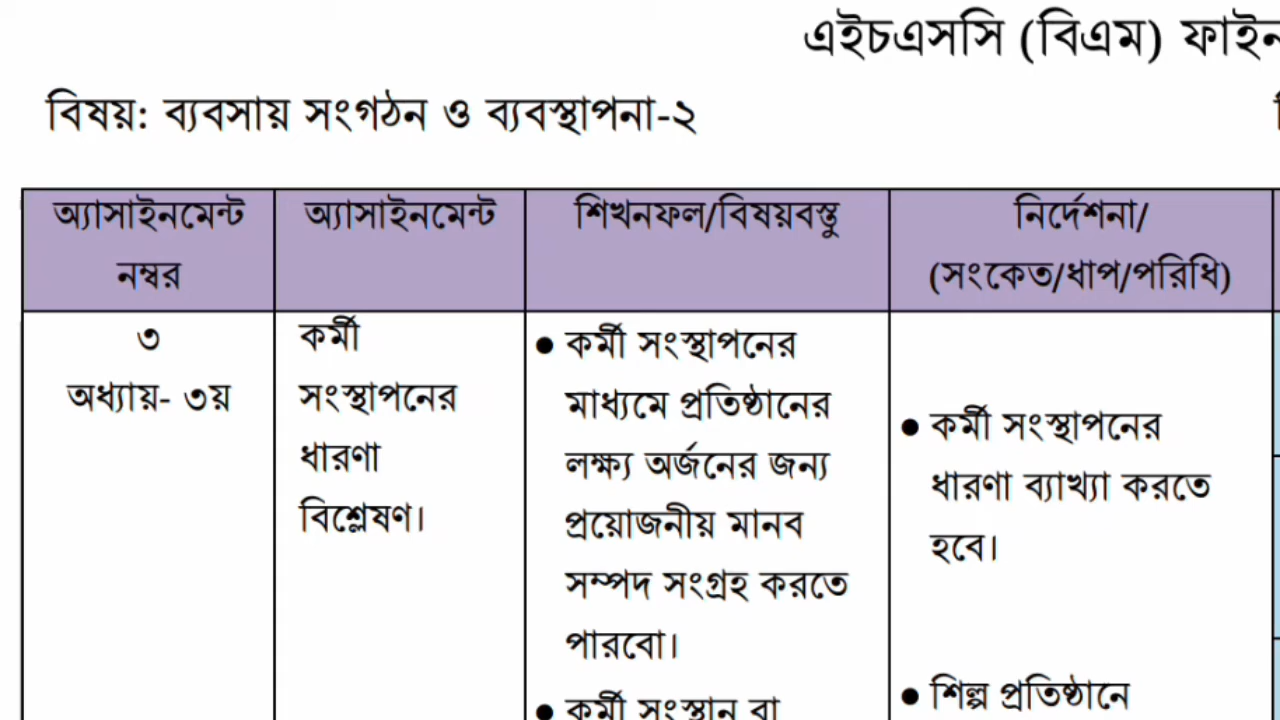 এইচএসসি (বিএম)
বিষয়: ব্যবসায় সংগঠন ও ব্যবস্থাপনা-২
অ্যাসাইনমেন্ট
নম্বর
অ্যাসাইনমেন্ট
শিখনফল/বিষয়বস্তু
নির্দেশনা/
(সংকেত/ধাপ/পরিধি)
৩
অধ্যায়- ৩য়
কর্মী
সংস্থাপনের
ধারণা
বিশ্লেষণ।
● কর্মী সংস্থাপনের
মাধ্যমে প্রতিষ্ঠানের
লক্ষ্য অর্জনের জন্য
প্রয়োজনীয় মানব
সম্পদ সংগ্রহ করতে
পারবো।
● কর্মী সংস্থান বা
● কর্মী সংস্থাপনের
ধারণা ব্যাখ্যা করতে
হবে।
● শিল্প প্রতিষ্ঠানে